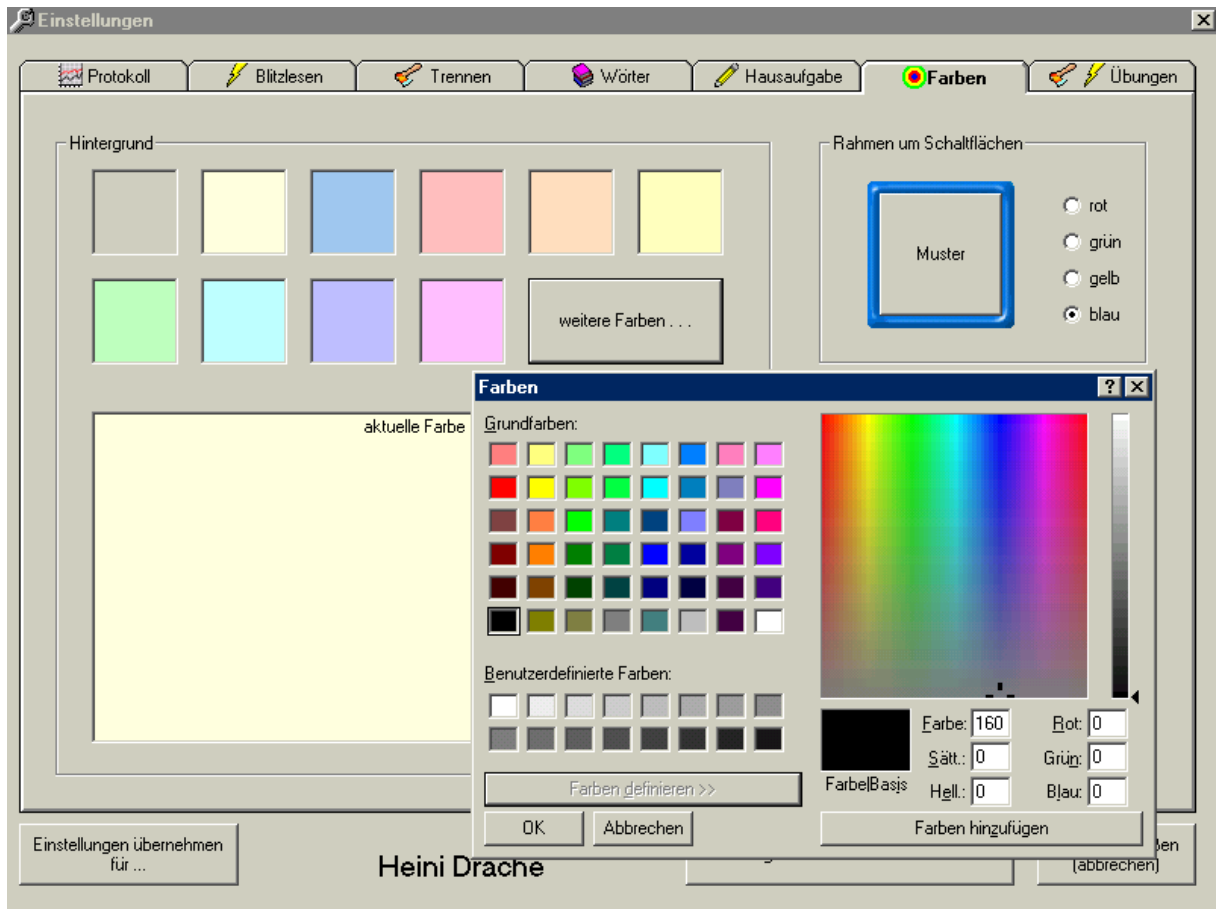 Einstellungen
Protokoll
Blitzlesen
Trennen
Wörter
Hausaufgabe
Farben
Übungen
Hintergrund
weitere Farben . . .
aktuelle Farbe
Rahmen um Schaltflächen
Muster
rot
grün
gelb
blau
Farben
Grundfarben:
Benutzerdefinierte Farben:
Farben definieren >>
OK
Abbrechen
Farbe|Basis
Farbe: 160
Sätt.: 0
Hell.: 0
Rot: 0
Grün: 0
Blau: 0
Farben hinzufügen
Einstellungen übernehmen
für ...
Heini Drache
(abbrechen)